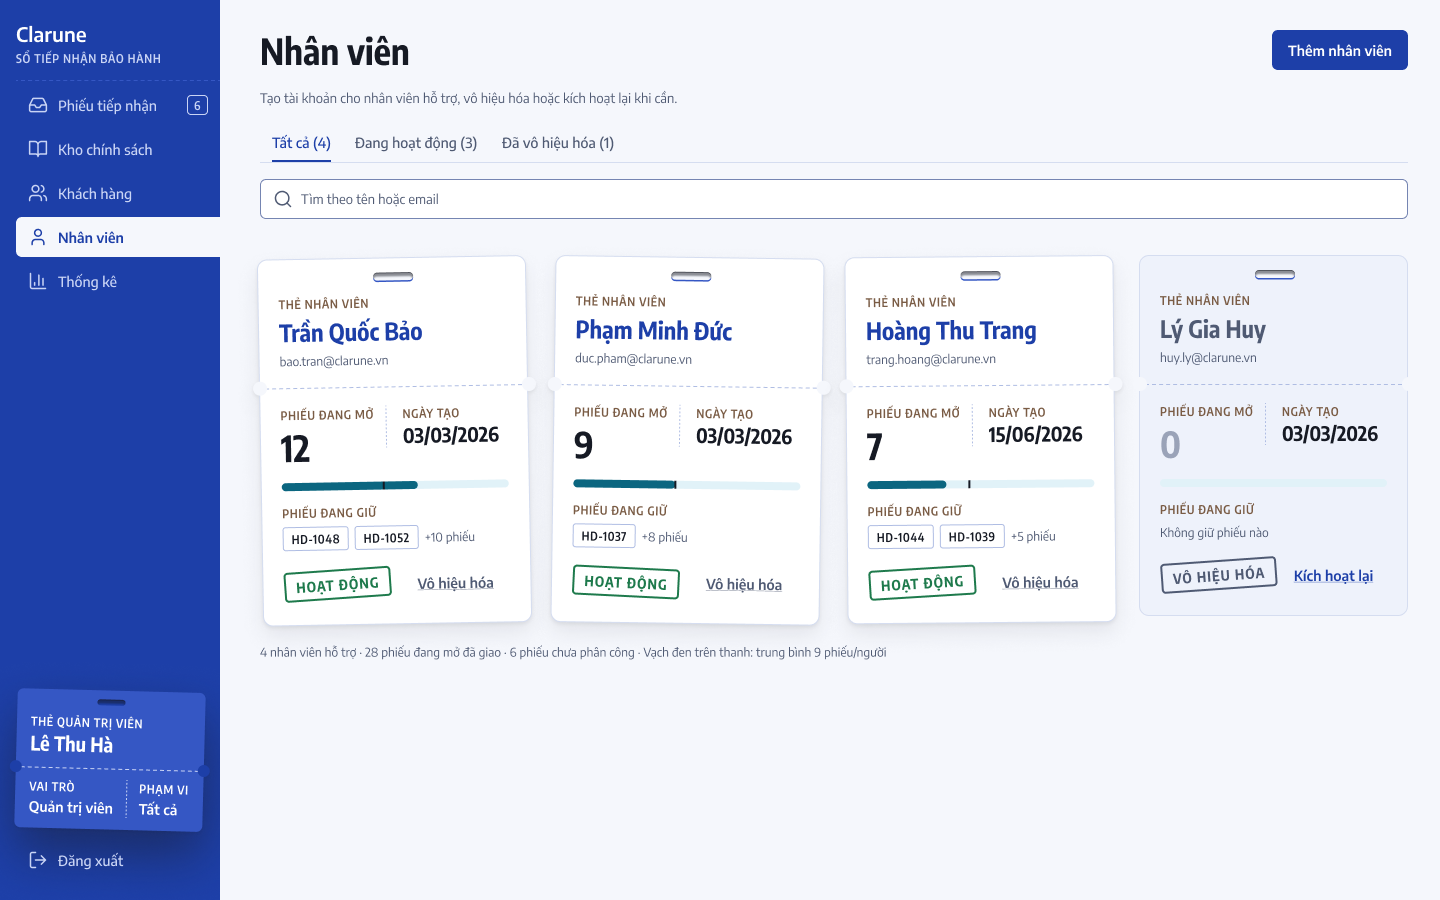 Clarune
SỔ TIẾP NHẬN BẢO HÀNH
Phiếu tiếp nhận 6
Kho chính sách
Khách hàng
Nhân viên
Thống kê
THẺ QUẢN TRỊ VIÊN
Lê Thu Hà
VAI TRÒ PHẠM VI
Quản trị viên Tất cả
Đăng xuất
Nhân viên
Thêm nhân viên
Tạo tài khoản cho nhân viên hỗ trợ, vô hiệu hóa hoặc kích hoạt lại khi cần.
Tất cả (4) Đang hoạt động (3) Đã vô hiệu hóa (1)
Tìm theo tên hoặc email
THẺ NHÂN VIÊN
Trần Quốc Bảo
bao.tran@clarune.vn
PHIẾU ĐANG MỞ NGÀY TẠO
12 03/03/2026
PHIẾU ĐANG GIỮ
HD-1048 HD-1052 +10 phiếu
HOẠT ĐỘNG Vô hiệu hóa
THẺ NHÂN VIÊN
Phạm Minh Đức
duc.pham@clarune.vn
PHIẾU ĐANG MỞ NGÀY TẠO
9 03/03/2026
PHIẾU ĐANG GIỮ
HD-1037 +8 phiếu
HOẠT ĐỘNG Vô hiệu hóa
THẺ NHÂN VIÊN
Hoàng Thu Trang
trang.hoang@clarune.vn
PHIẾU ĐANG MỞ NGÀY TẠO
7 15/06/2026
PHIẾU ĐANG GIỮ
HD-1044 HD-1039 +5 phiếu
HOẠT ĐỘNG Vô hiệu hóa
THẺ NHÂN VIÊN
Lý Gia Huy
huy.ly@clarune.vn
PHIẾU ĐANG MỞ NGÀY TẠO
0 03/03/2026
PHIẾU ĐANG GIỮ
Không giữ phiếu nào
VÔ HIỆU HÓA Kích hoạt lại
4 nhân viên hỗ trợ · 28 phiếu đang mở đã giao · 6 phiếu chưa phân công · Vạch đen trên thanh: trung bình 9 phiếu/người